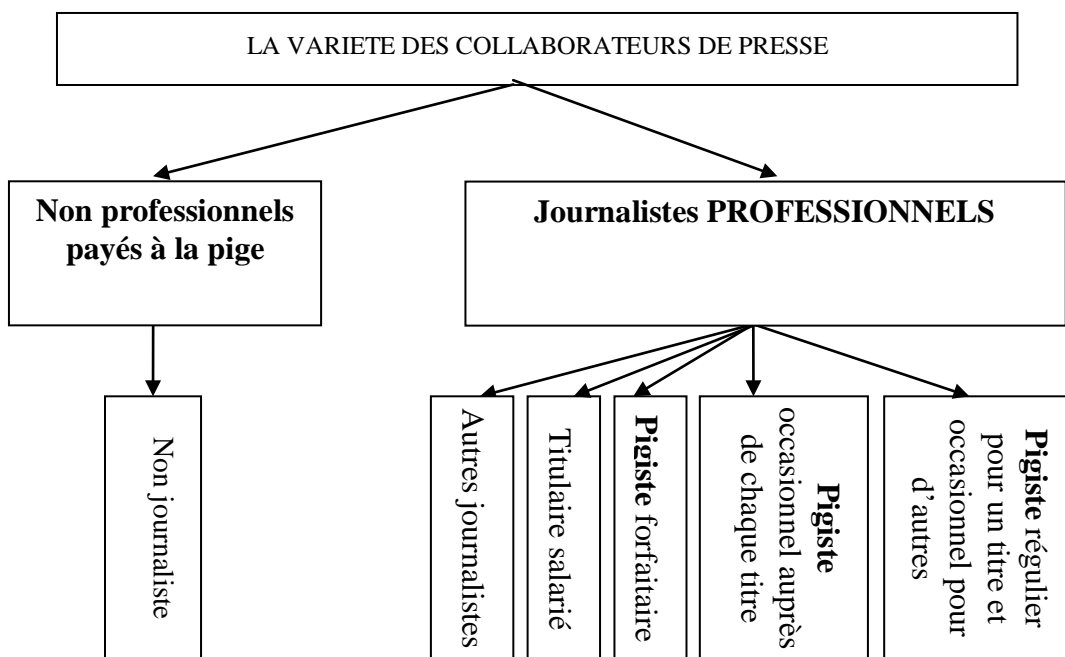 LA VARIETE DES COLLABORATEURS DE PRESSE
Non professionnels
payés à la pige
Journalistes PROFESSIONNELS
Non journaliste
Autres journalistes
Titulaire salarié
Pigiste forfaitaire
Pigiste
occasionnel auprès
de chaque titre
Pigiste régulier
pour un titre et
occasionnel pour
d’autres